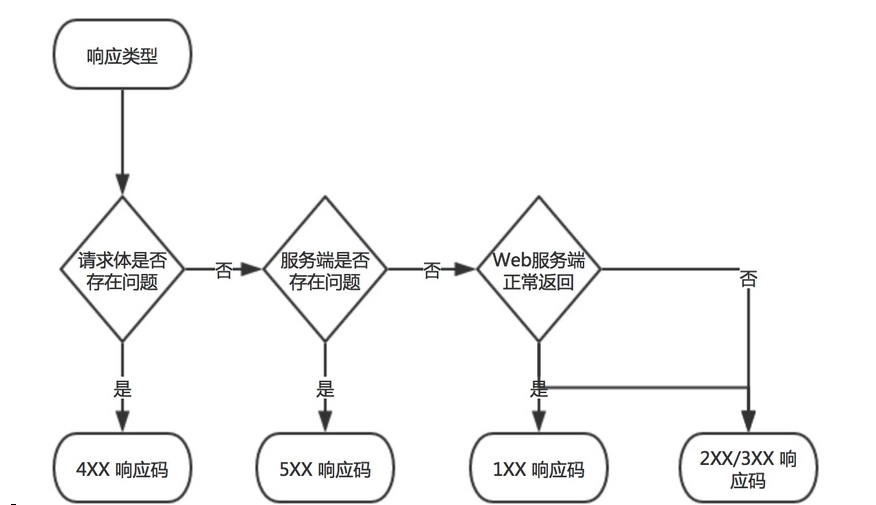 响应类型
请求体是否
存在问题
否
服务端是否
存在问题
否
Web服务端
正常返回
否
是
是
是
4XX 响应码
5XX 响应码
1XX 响应码
2XX/3XX 响
应码